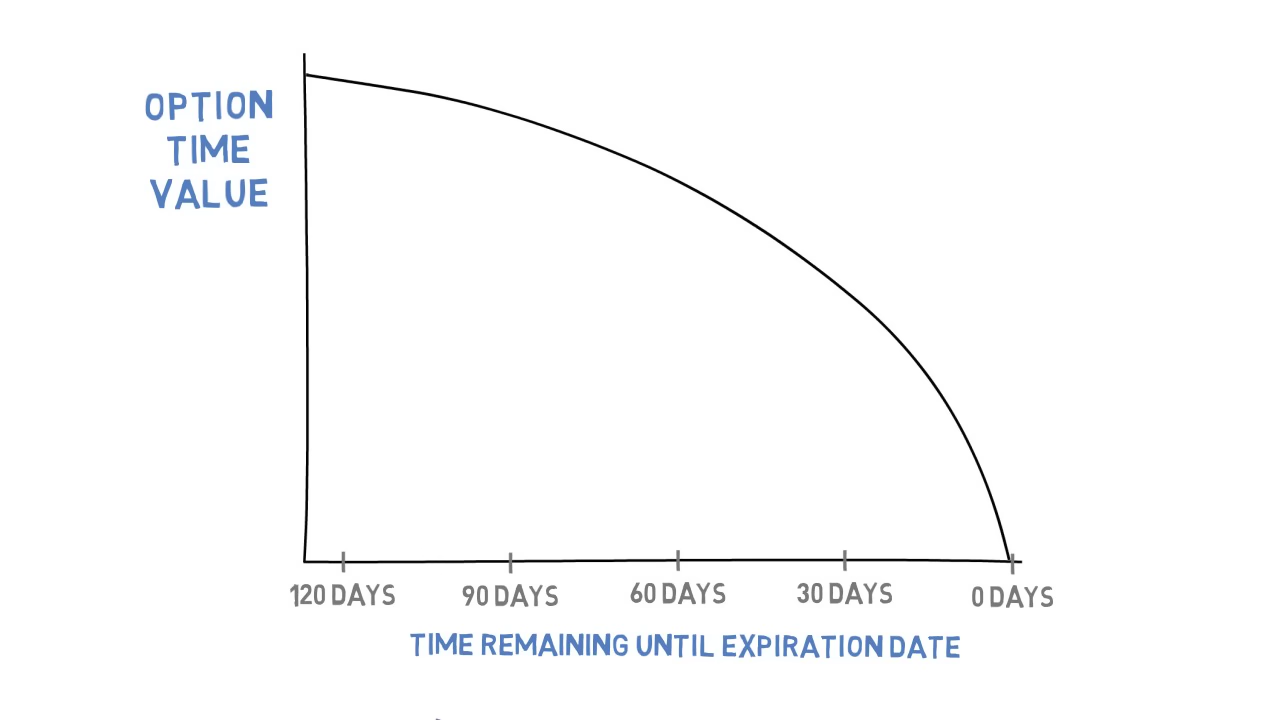 OPTION
TIME
VALUE
120 DAYS
90 DAYS
60 DAYS
30 DAYS
0 DAYS
TIME REMAINING UNTIL EXPIRATION DATE